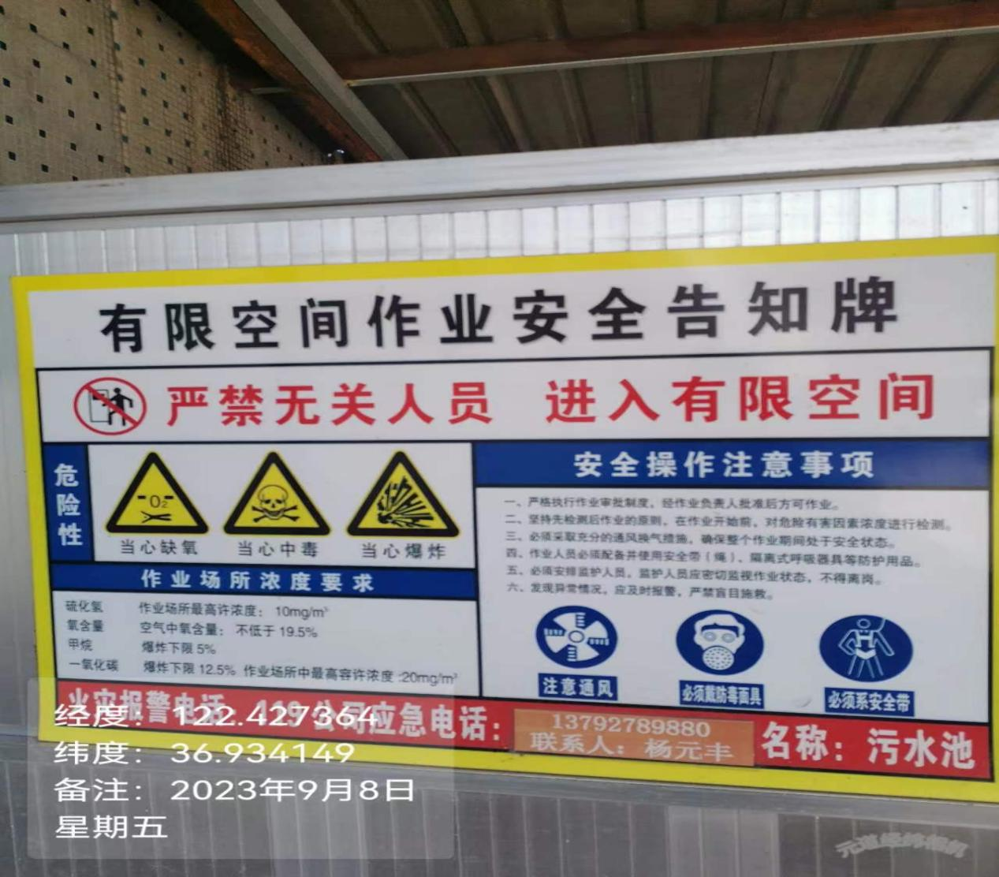 有限空间作业安全告知牌
严禁无关人员 进入有限空间
危险性
O₂
当心缺氧 当心中毒 当心爆炸
作业场所浓度要求
硫化氢 作业场所最高许浓度: 10mg/m³
氧含量 空气中氧含量: 不低于19.5%
甲烷 爆炸下限5%
一氧化碳 爆炸下限12.5% 作业场所中最高容许浓度:20mg/m³
安全操作注意事项
一、严格执行作业审批制度，经作业负责人批准后方可作业。
二、坚持先检测后作业的原则，在作业开始前，对危险有害因素浓度进行检测。
三、必须采取充分的通风换气措施，确保整个作业期间处于安全状态。
四、作业人员必须配备并使用安全带（绳）、隔离式呼吸器具等防护用品。
五、必须安排监护人员，监护人员应密切监视作业状态，不得离岗。
六、发现异常情况，应及时报警，严禁盲目施救。
注意通风 必须戴防毒面具 必须系安全带
火灾报警电话: 119 公司应急电话:
13792789880
联系人: 杨元丰
名称: 污水池
经度: 122.427364
纬度: 36.934149
备注: 2023年9月8日
星期五
元道经纬相机